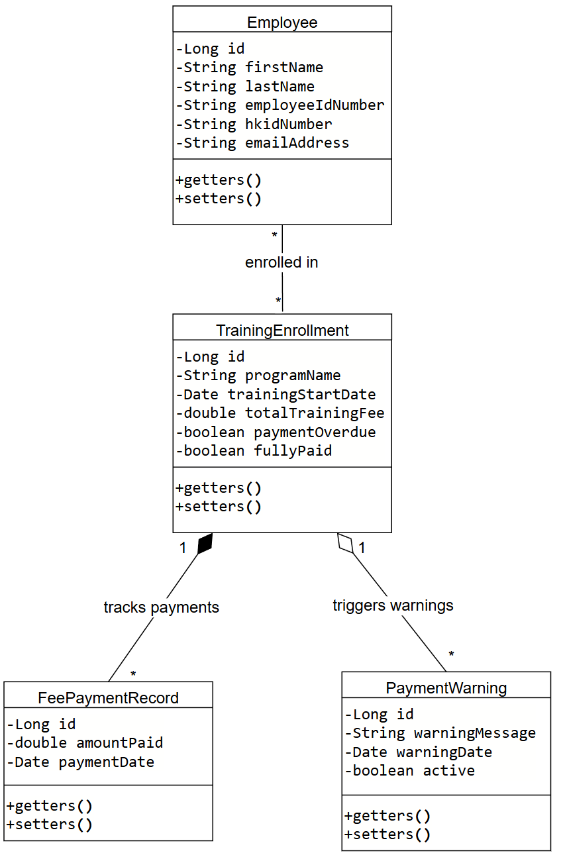 Employee
-Long id
-String firstName
-String lastName
-String employeeIdNumber
-String hkidNumber
-String emailAddress
+getters()
+setters()
*
enrolled in
*
TrainingEnrollment
-Long id
-String programName
-Date trainingStartDate
-double totalTrainingFee
-boolean paymentOverdue
-boolean fullyPaid
+getters()
+setters()
1
1
tracks payments
triggers warnings
*
*
FeePaymentRecord
-Long id
-double amountPaid
-Date paymentDate
+getters()
+setters()
PaymentWarning
-Long id
-String warningMessage
-Date warningDate
-boolean active
+getters()
+setters()